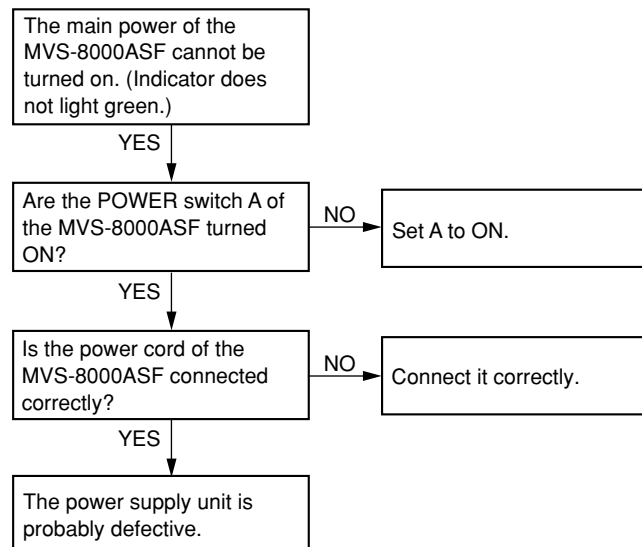 The main power of the
MVS-8000ASF cannot be
turned on. (Indicator does
not light green.)
YES
Are the POWER switch A of
the MVS-8000ASF turned
ON?
NO
Set A to ON.
YES
Is the power cord of the
MVS-8000ASF connected
correctly?
NO
Connect it correctly.
YES
The power supply unit is
probably defective.